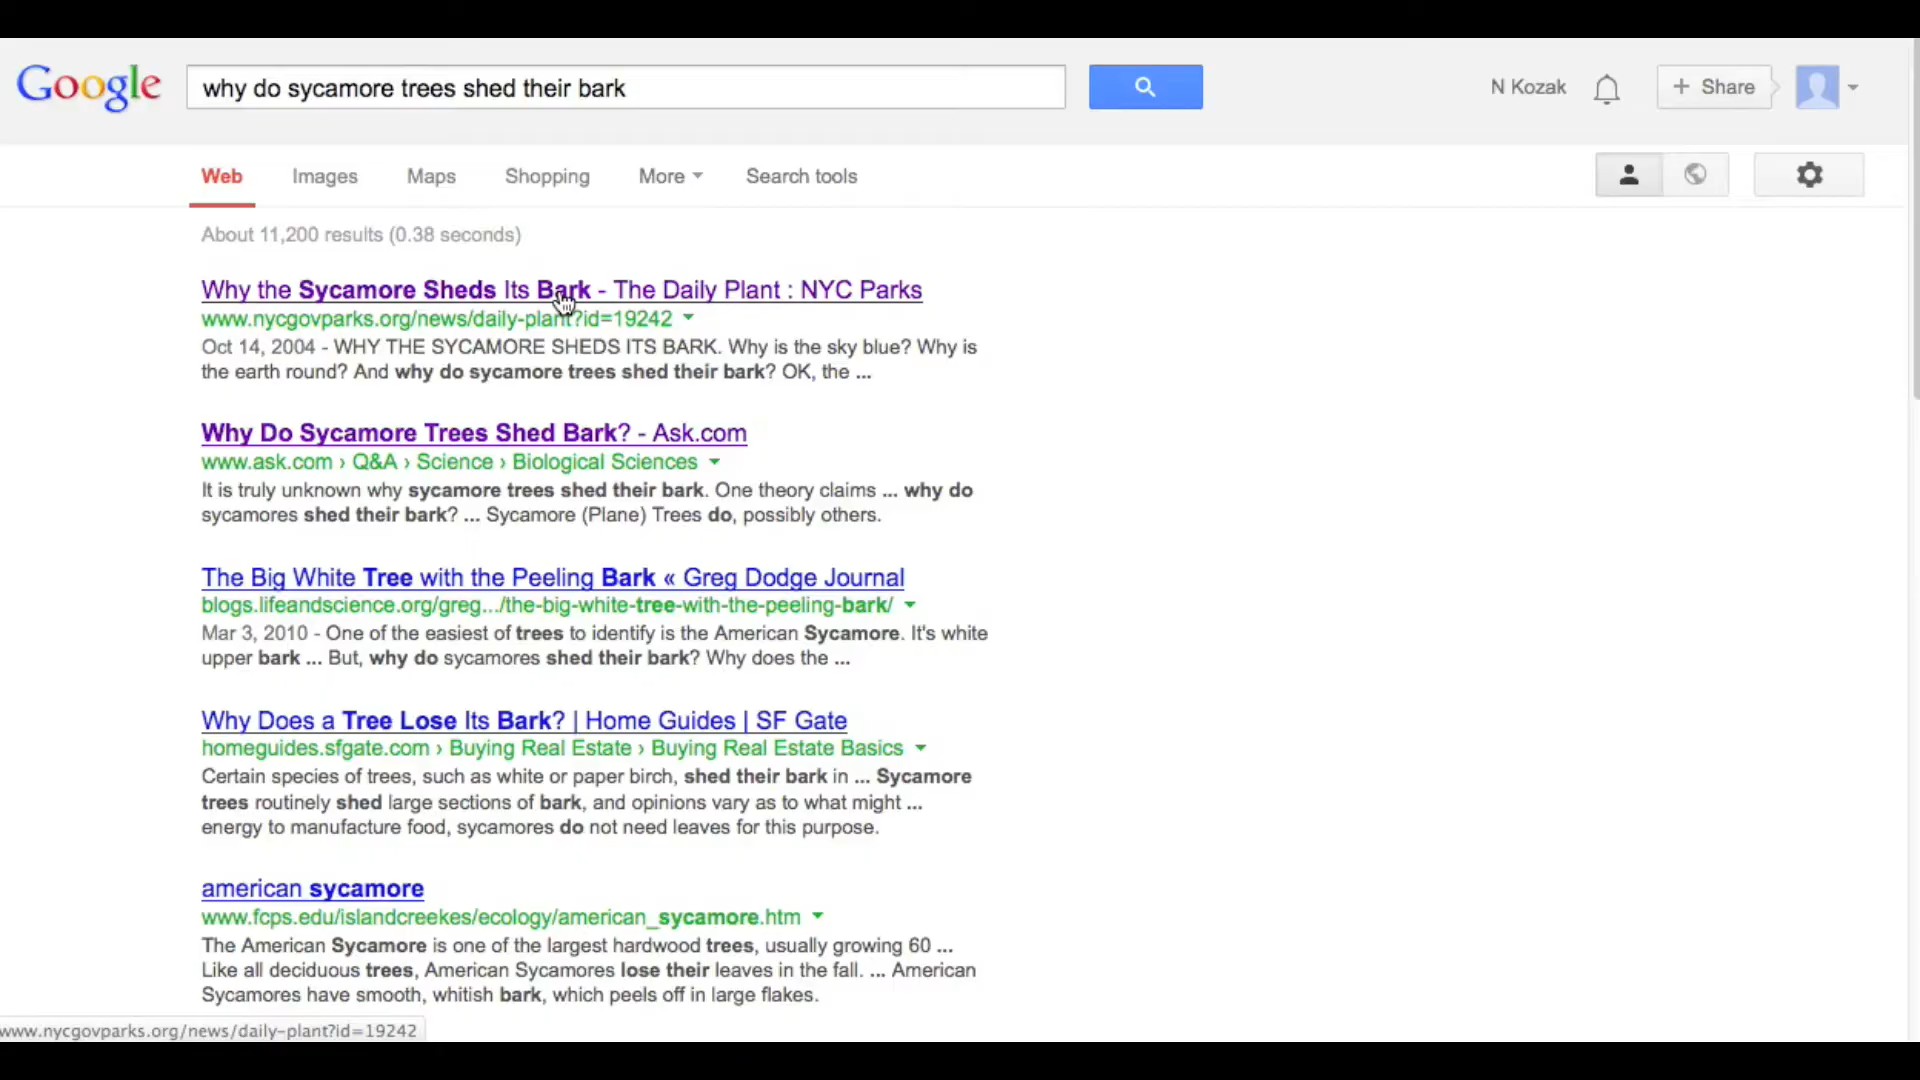 Google
why do sycamore trees shed their bark
N Kozak
+ Share
Web Images Maps Shopping More Search tools
About 11,200 results (0.38 seconds)
Why the Sycamore Sheds Its Bark - The Daily Plant : NYC Parks
www.nycgovparks.org/news/daily-plant?id=19242
Oct 14, 2004 - WHY THE SYCAMORE SHEDS ITS BARK. Why is the sky blue? Why is
the earth round? And why do sycamore trees shed their bark? OK, the ...
Why Do Sycamore Trees Shed Bark? - Ask.com
www.ask.com › Q&A › Science › Biological Sciences
It is truly unknown why sycamore trees shed their bark. One theory claims ... why do
sycamores shed their bark? ... Sycamore (Plane) Trees do, possibly others.
The Big White Tree with the Peeling Bark « Greg Dodge Journal
blogs.lifeandscience.org/greg.../the-big-white-tree-with-the-peeling-bark/
Mar 3, 2010 - One of the easiest of trees to identify is the American Sycamore. It's white
upper bark ... But, why do sycamores shed their bark? Why does the ...
Why Does a Tree Lose Its Bark? | Home Guides | SF Gate
homeguides.sfgate.com › Buying Real Estate › Buying Real Estate Basics
Certain species of trees, such as white or paper birch, shed their bark in ... Sycamore
trees routinely shed large sections of bark, and opinions vary as to what might ...
energy to manufacture food, sycamores do not need leaves for this purpose.
american sycamore
www.fcps.edu/islandcreekes/ecology/american_sycamore.htm
The American Sycamore is one of the largest hardwood trees, usually growing 60 ...
Like all deciduous trees, American Sycamores lose their leaves in the fall. ... American
Sycamores have smooth, whitish bark, which peels off in large flakes.
www.nycgovparks.org/news/daily-plant?id=19242